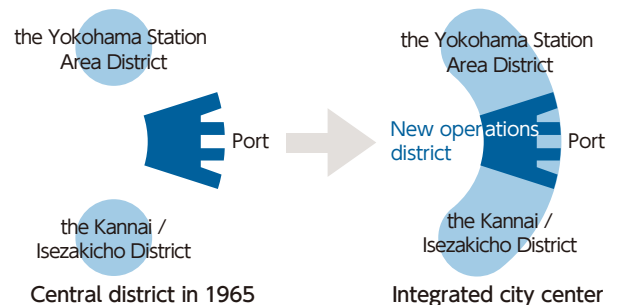 the Yokohama Station
Area District
Port
the Kannai /
Isezakicho District
Central district in 1965
the Yokohama Station
Area District
New operations
district
Port
the Kannai /
Isezakicho District
Integrated city center